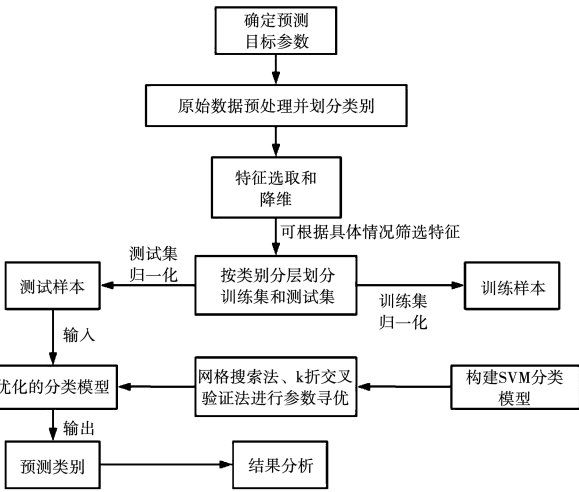 确定预测
目标参数
原始数据预处理并划分类别
特征选取和
降维
可根据具体情况筛选特征
测试集
归一化
测试样本
按类别分层划分
训练集和测试集
训练集
归一化
训练样本
输入
优化的分类模型
网格搜索法、k折交叉
验证法进行参数寻优
构建SVM分类
模型
输出
预测类别
结果分析